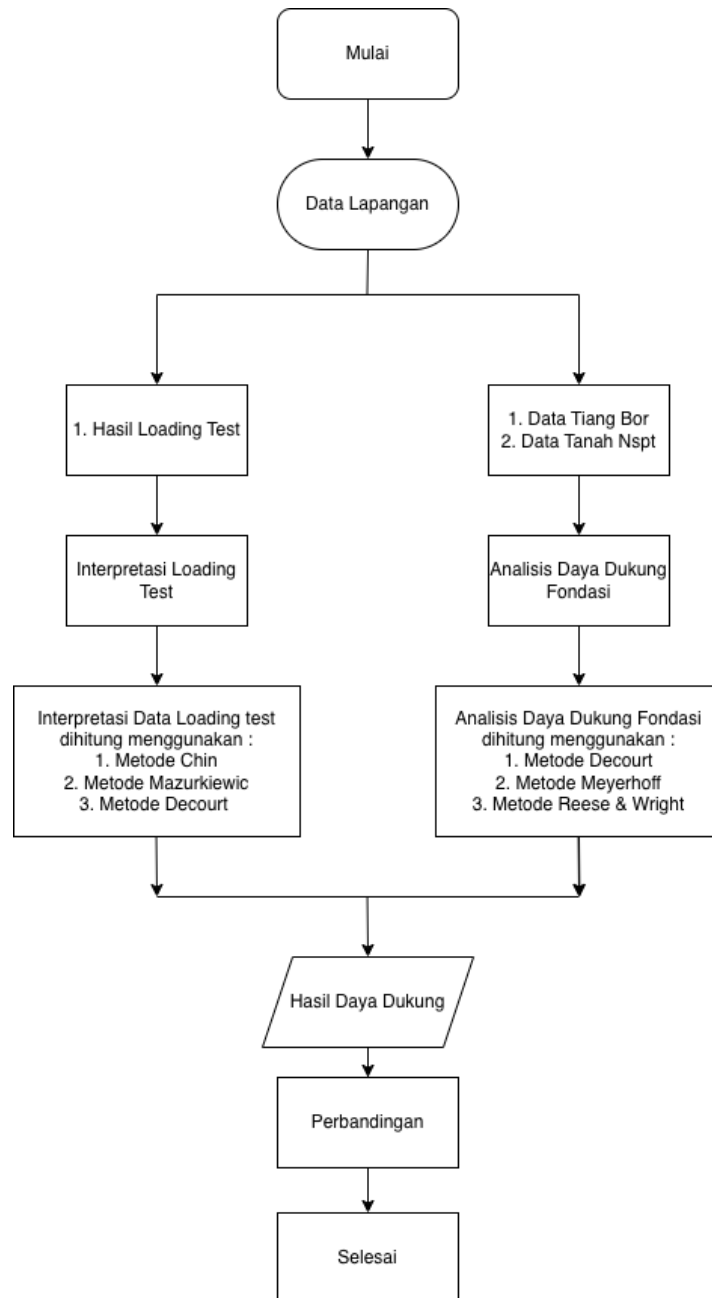 Mulai
Data Lapangan
1. Hasil Loading Test
1. Data Tiang Bor
2. Data Tanah Nspt
Interpretasi Loading
Test
Analisis Daya Dukung
Fondasi
Interpretasi Data Loading test
dihitung menggunakan :
1. Metode Chin
2. Metode Mazurkiewic
3. Metode Decourt
Analisis Daya Dukung Fondasi
dihitung menggunakan :
1. Metode Decourt
2. Metode Meyerhoff
3. Metode Reese & Wright
Hasil Daya Dukung
Perbandingan
Selesai